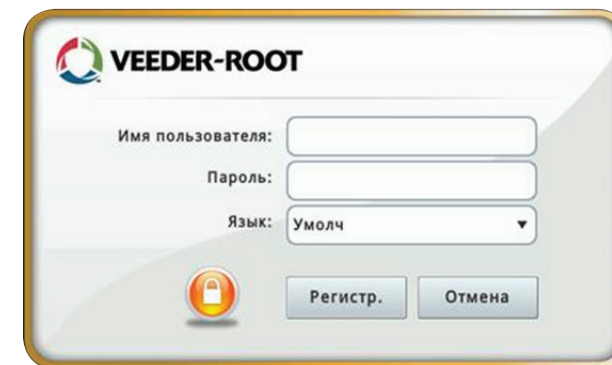 VEEDER-ROOT
Имя пользователя:
Пароль:
Язык: Умолч
Регистр. Отмена